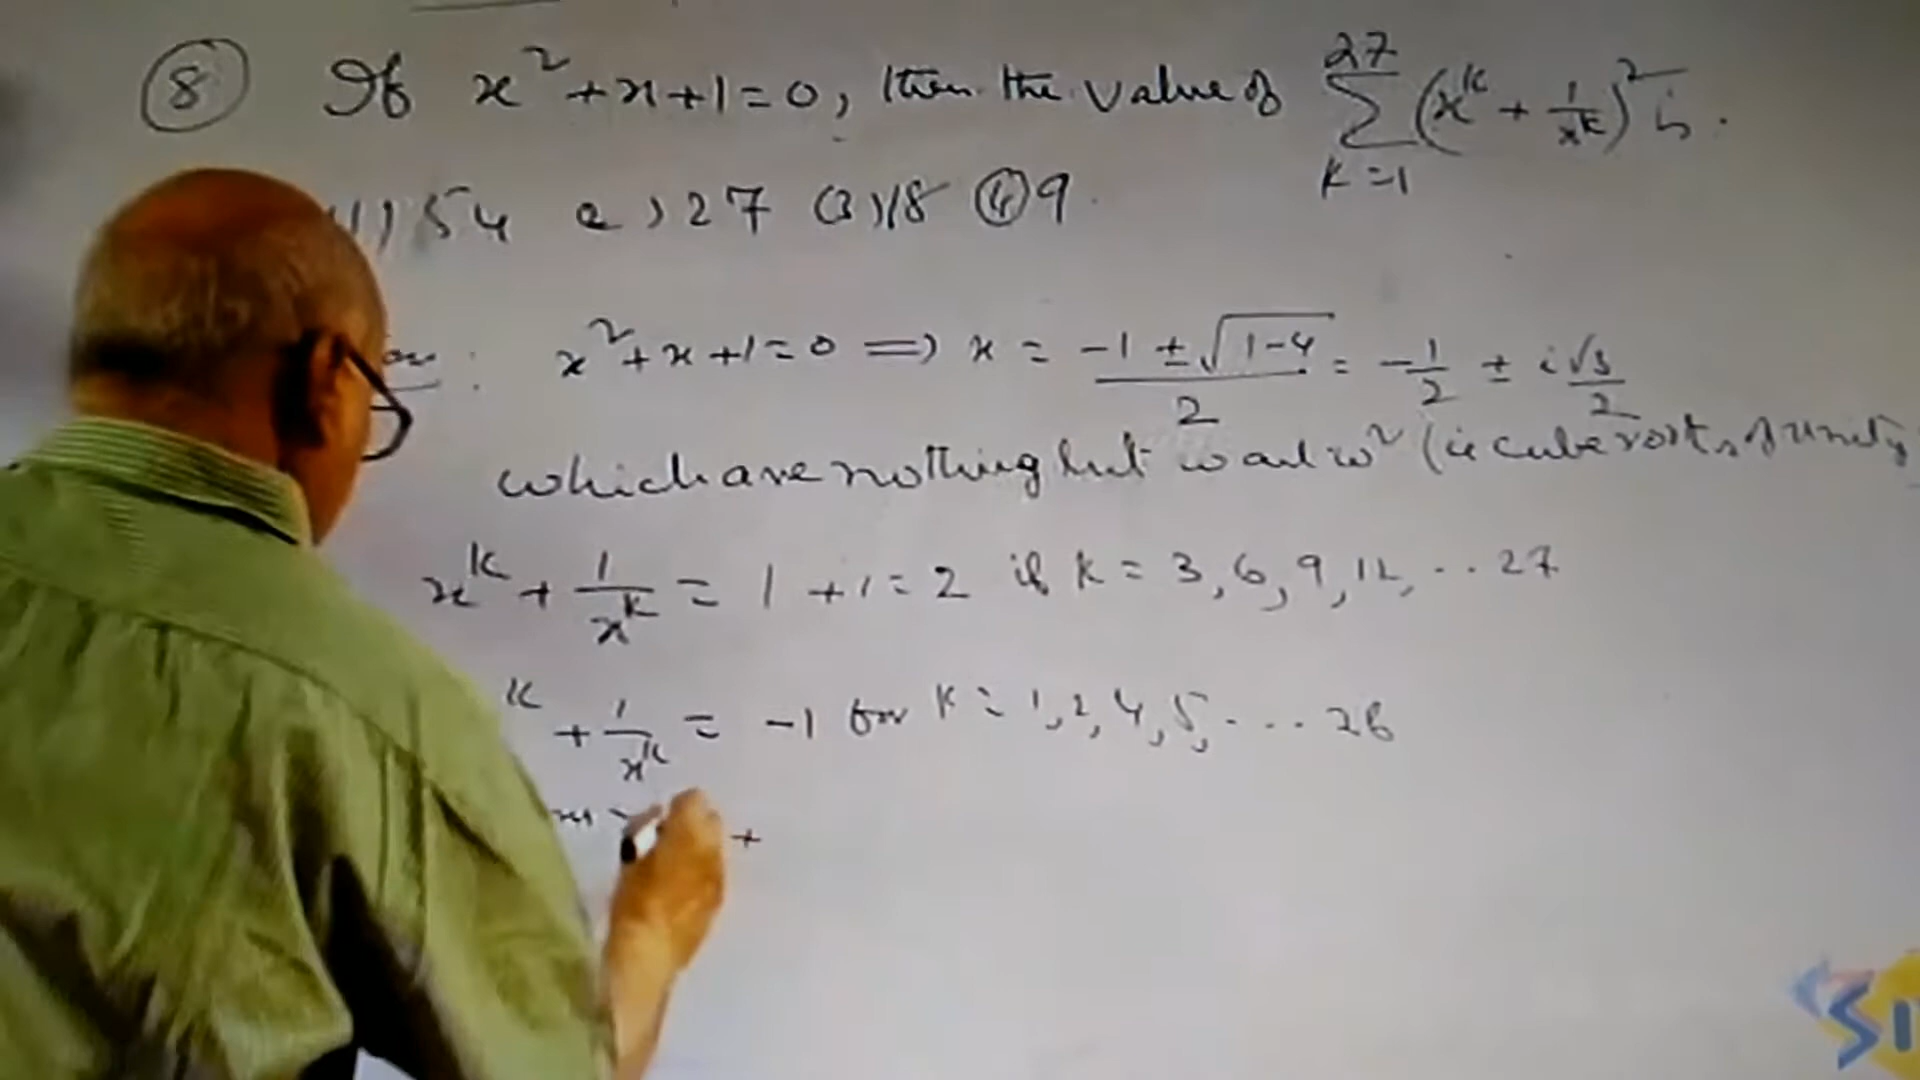 ⑧ If x² + x + 1 = 0, then the value of ∑_{k=1}^{27} (x^k + 1/x^k)² is.
1) 54 2) 27 (3) 18 ④ 9.
: x² + x + 1 = 0 ⟹ x = (-1 ± √(1-4))/2 = -1/2 ± i√3/2
which are nothing but w and w² (ie cube roots of unity
x^k + 1/x^k = 1 + 1 = 2 if k = 3, 6, 9, 12, .. 27
k + 1/x^k = -1 for k = 1, 2, 4, 5, .... 26
+
SI